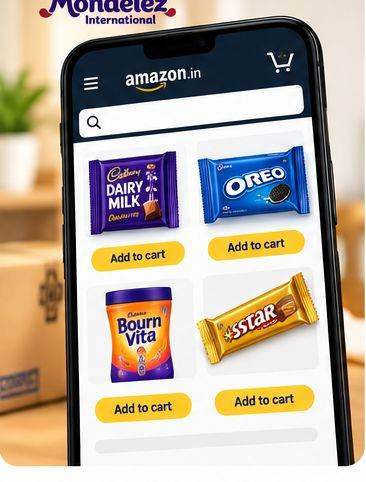 Mondelez
International
amazon.in
Cadbury
DAIRY
MILK
OREO
Add to cart
Add to cart
Cadbury
Bourn
Vita
5STAR
Add to cart
Add to cart